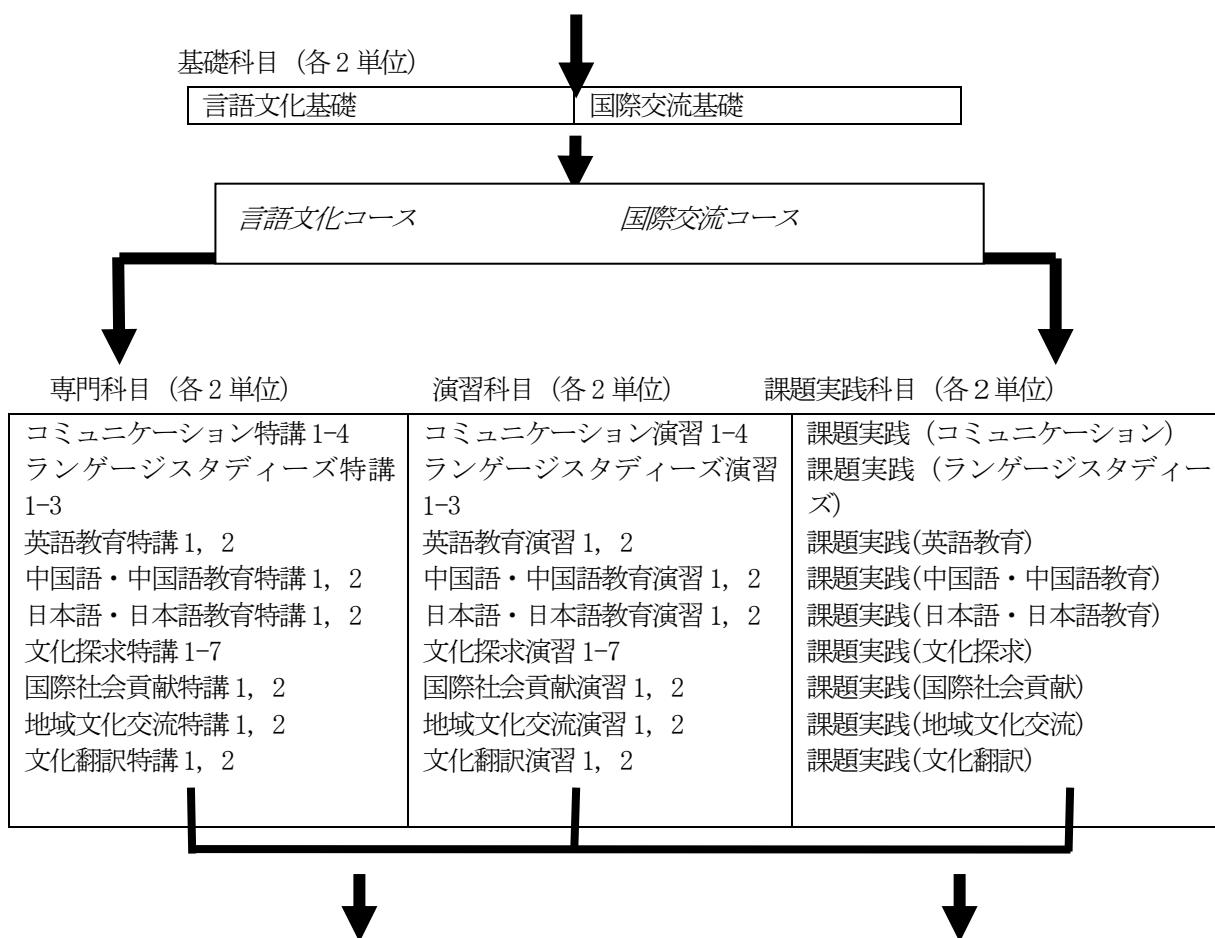 基礎科目（各２単位）
言語文化基礎
国際交流基礎
言語文化コース 国際交流コース
専門科目（各２単位）
コミュニケーション特講 1-4
ランゲージスタディーズ特講
1-3
英語教育特講 1，2
中国語・中国語教育特講 1，2
日本語・日本語教育特講 1，2
文化探求特講 1-7
国際社会貢献特講 1，2
地域文化交流特講 1，2
文化翻訳特講 1，2
演習科目（各２単位）
コミュニケーション演習 1-4
ランゲージスタディーズ演習
1-3
英語教育演習 1，2
中国語・中国語教育演習 1，2
日本語・日本語教育演習 1，2
文化探求演習 1-7
国際社会貢献演習 1，2
地域文化交流演習 1，2
文化翻訳演習 1，2
課題実践科目（各２単位）
課題実践（コミュニケーション）
課題実践（ランゲージスタディー
ズ）
課題実践(英語教育)
課題実践(中国語・中国語教育)
課題実践(日本語・日本語教育)
課題実践(文化探求)
課題実践(国際社会貢献)
課題実践(地域文化交流)
課題実践(文化翻訳)